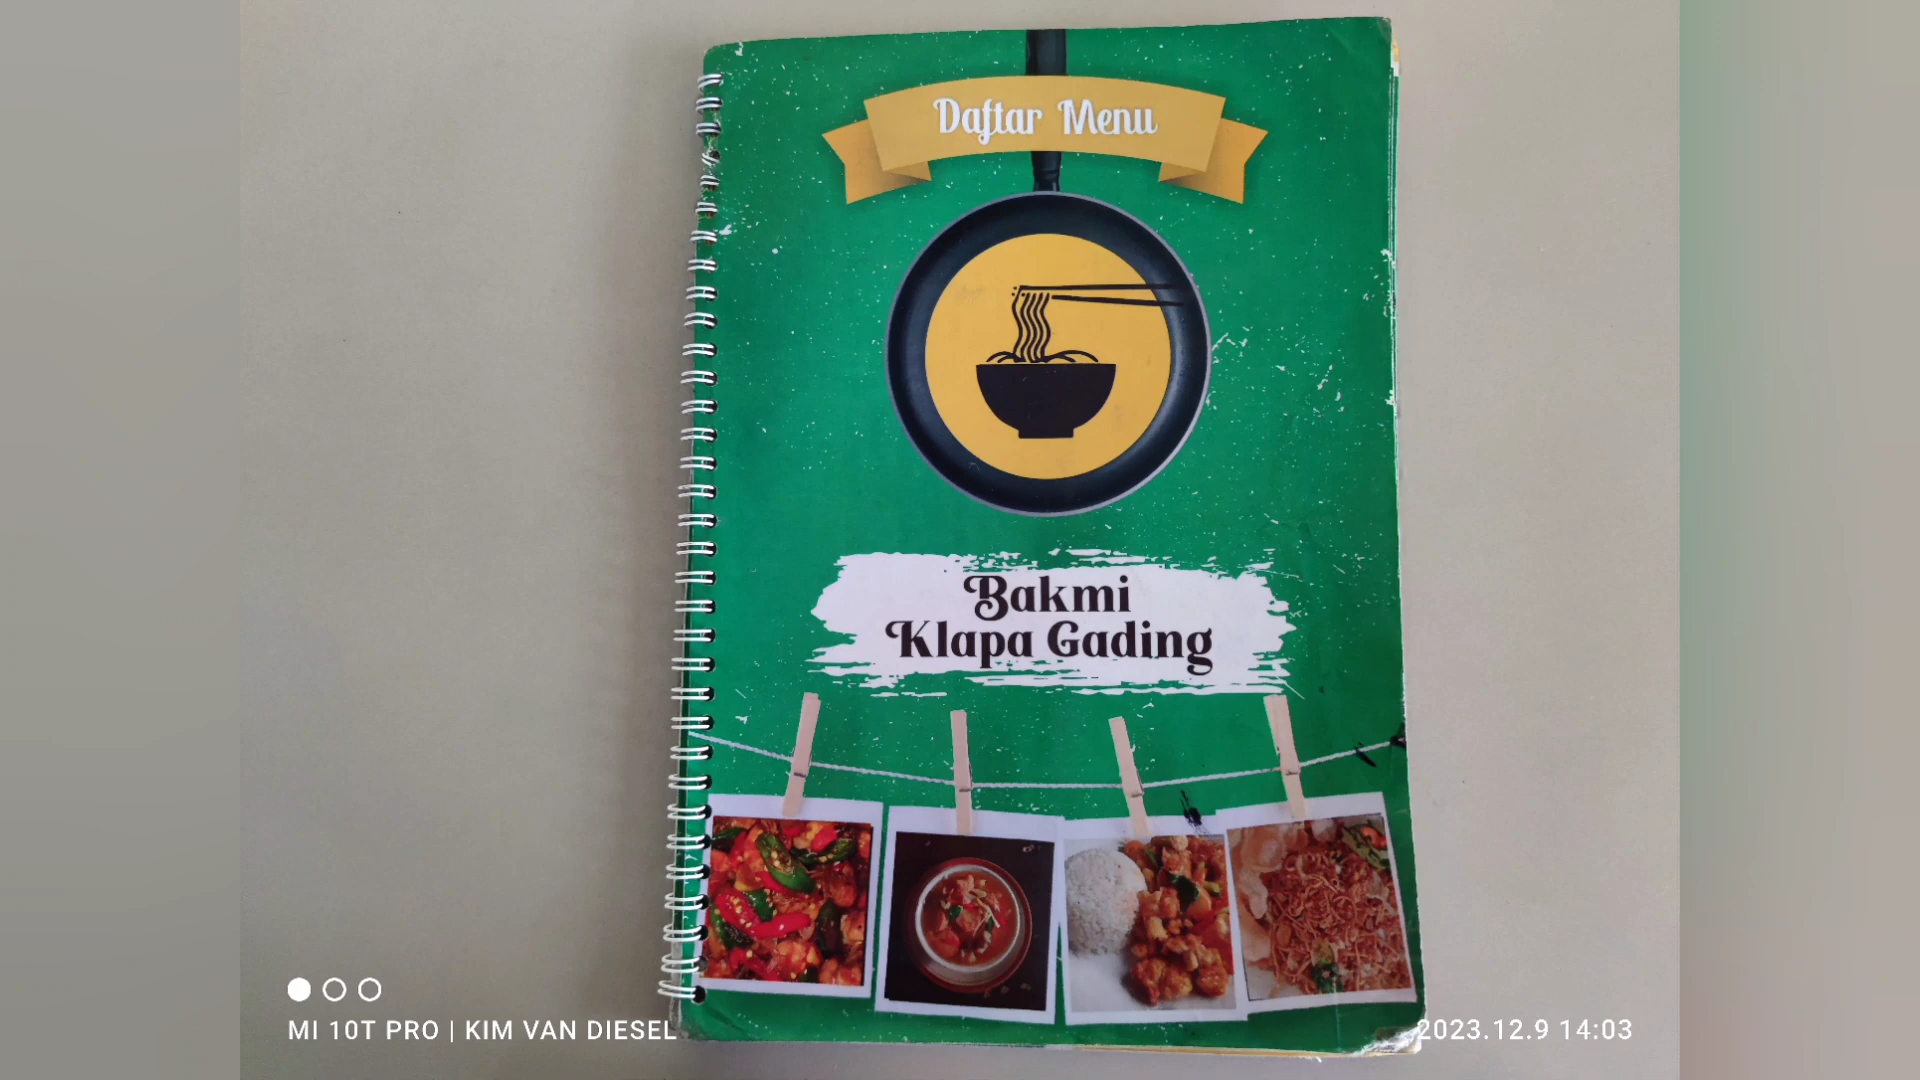 Daftar Menu
Bakmi
Klapa Gading
MI 10T PRO | KIM VAN DIESEL
2023.12.9 14:03